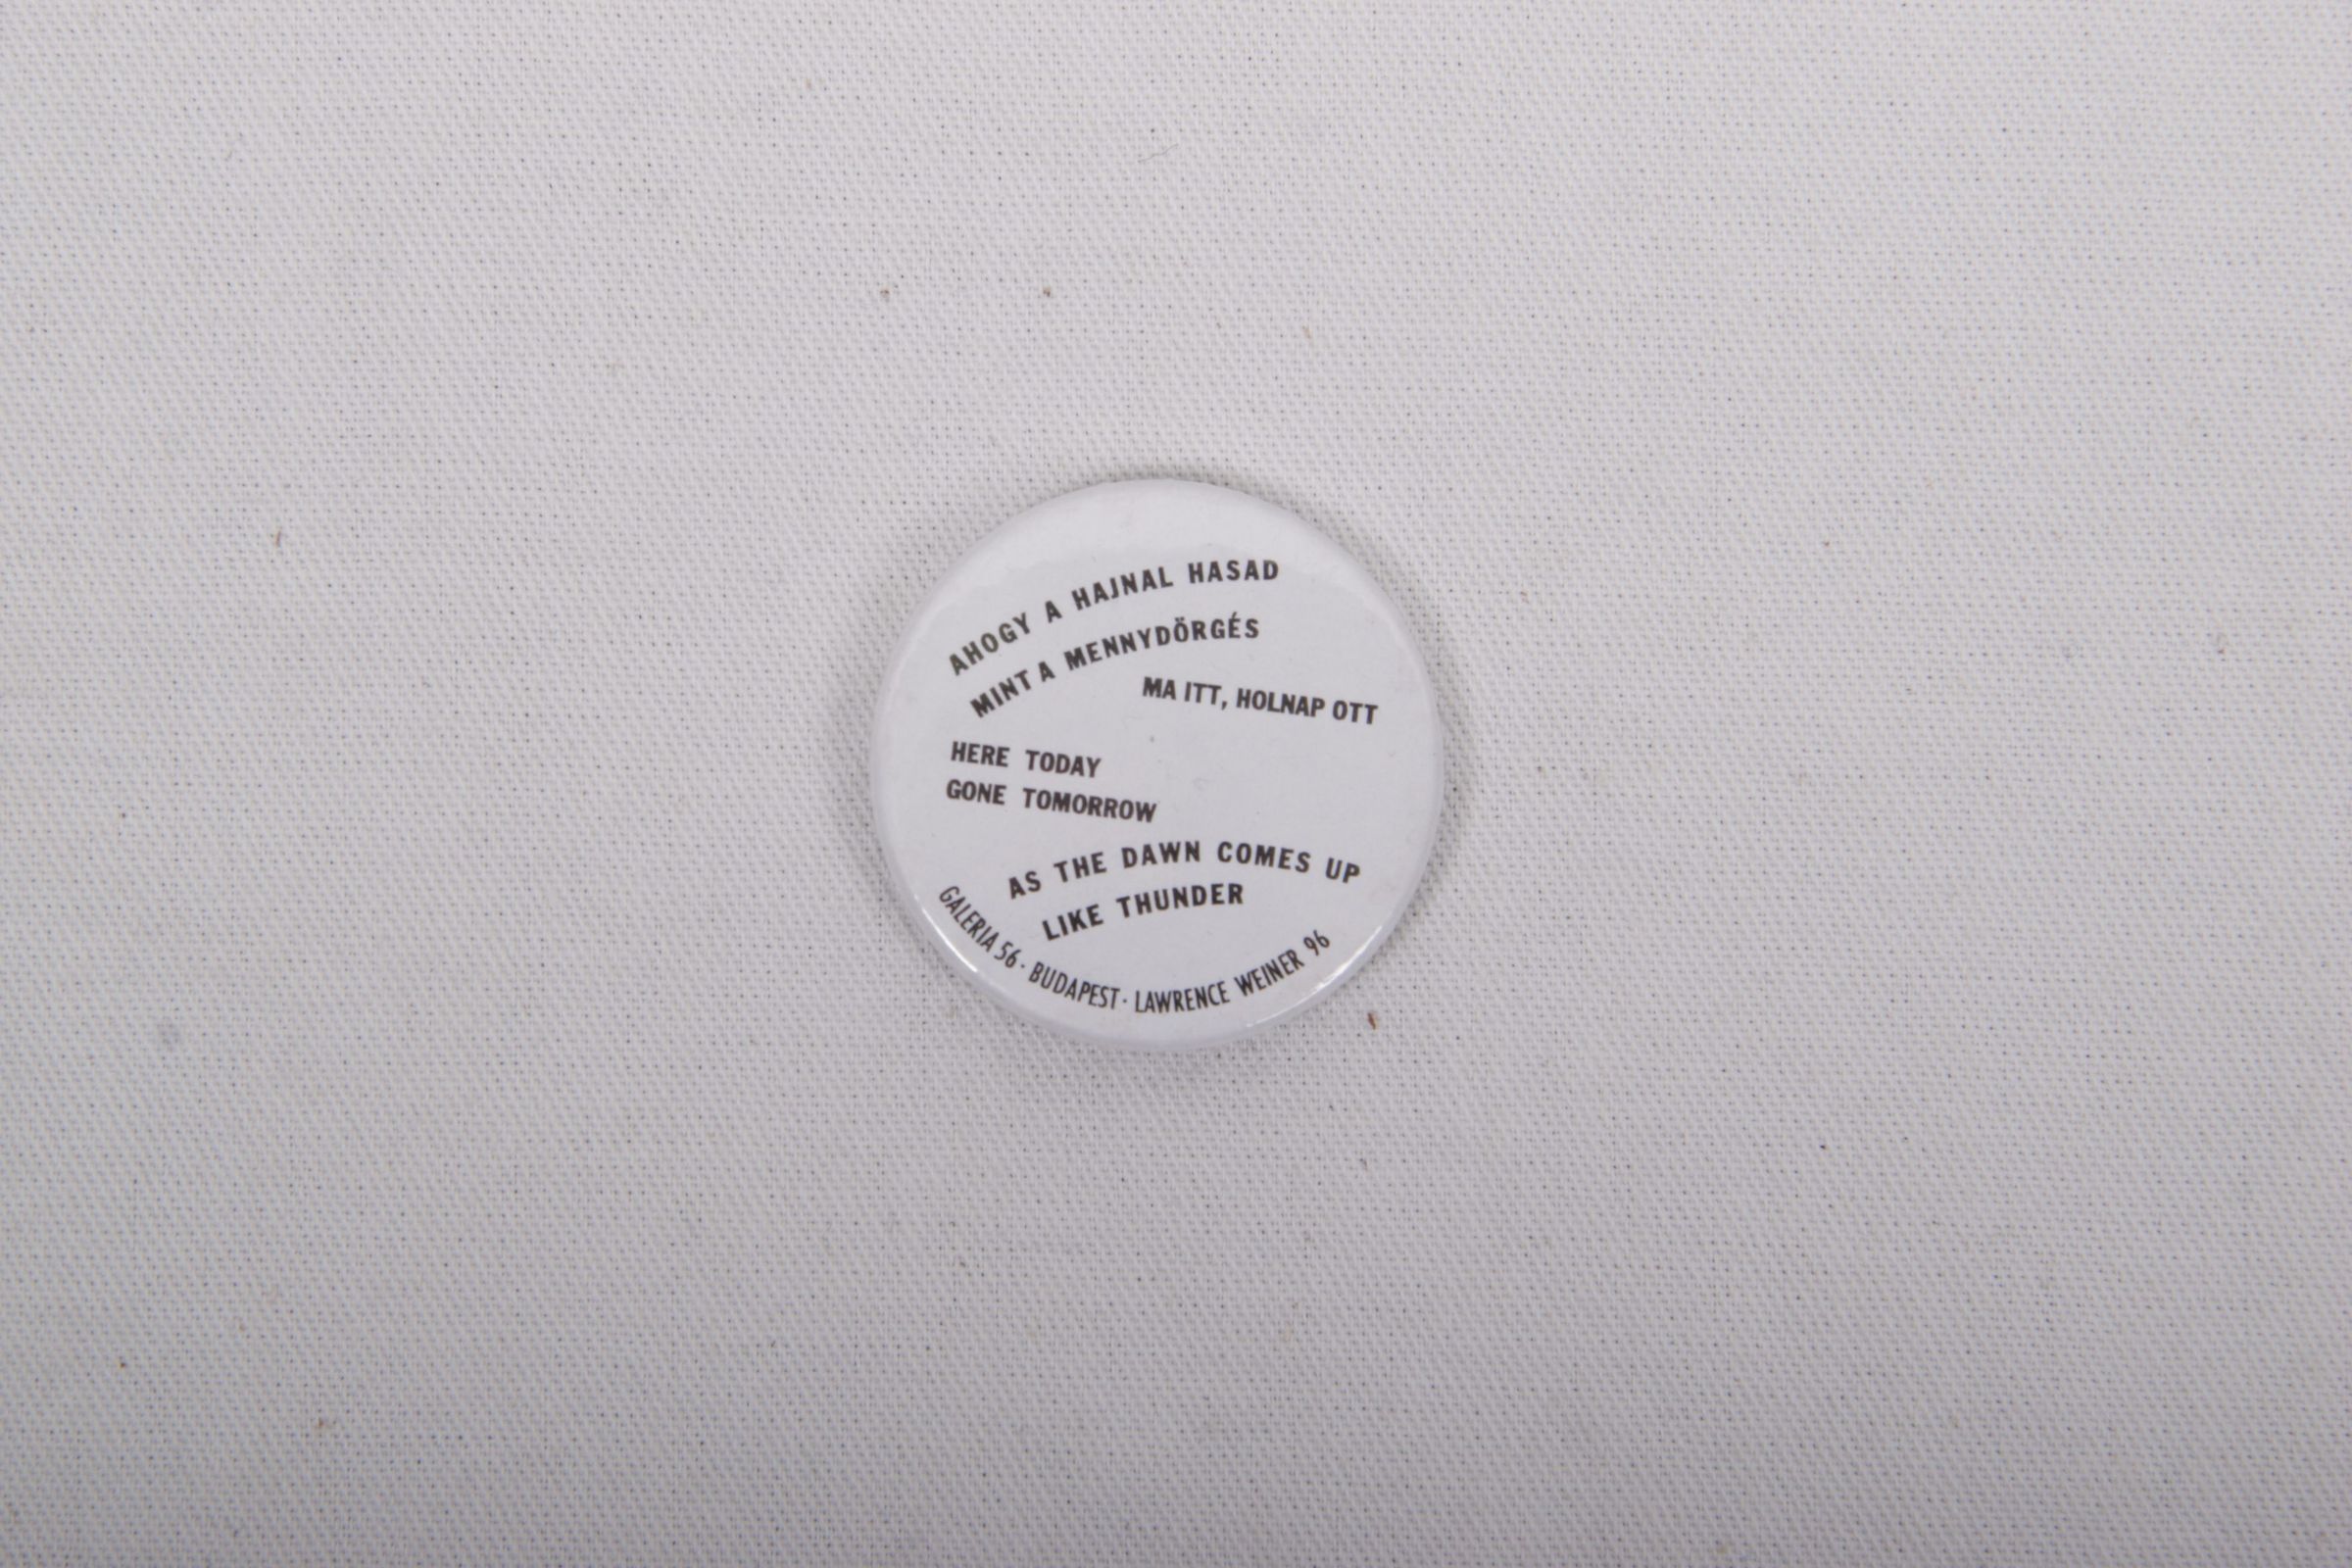 AHOGY A HAJNAL HASAD
MINT A MENNYDÖRGÉS
MA ITT, HOLNAP OTT
HERE TODAY
GONE TOMORROW
AS THE DAWN COMES UP
LIKE THUNDER
GALERIA 56 · BUDAPEST · LAWRENCE WEINER 96